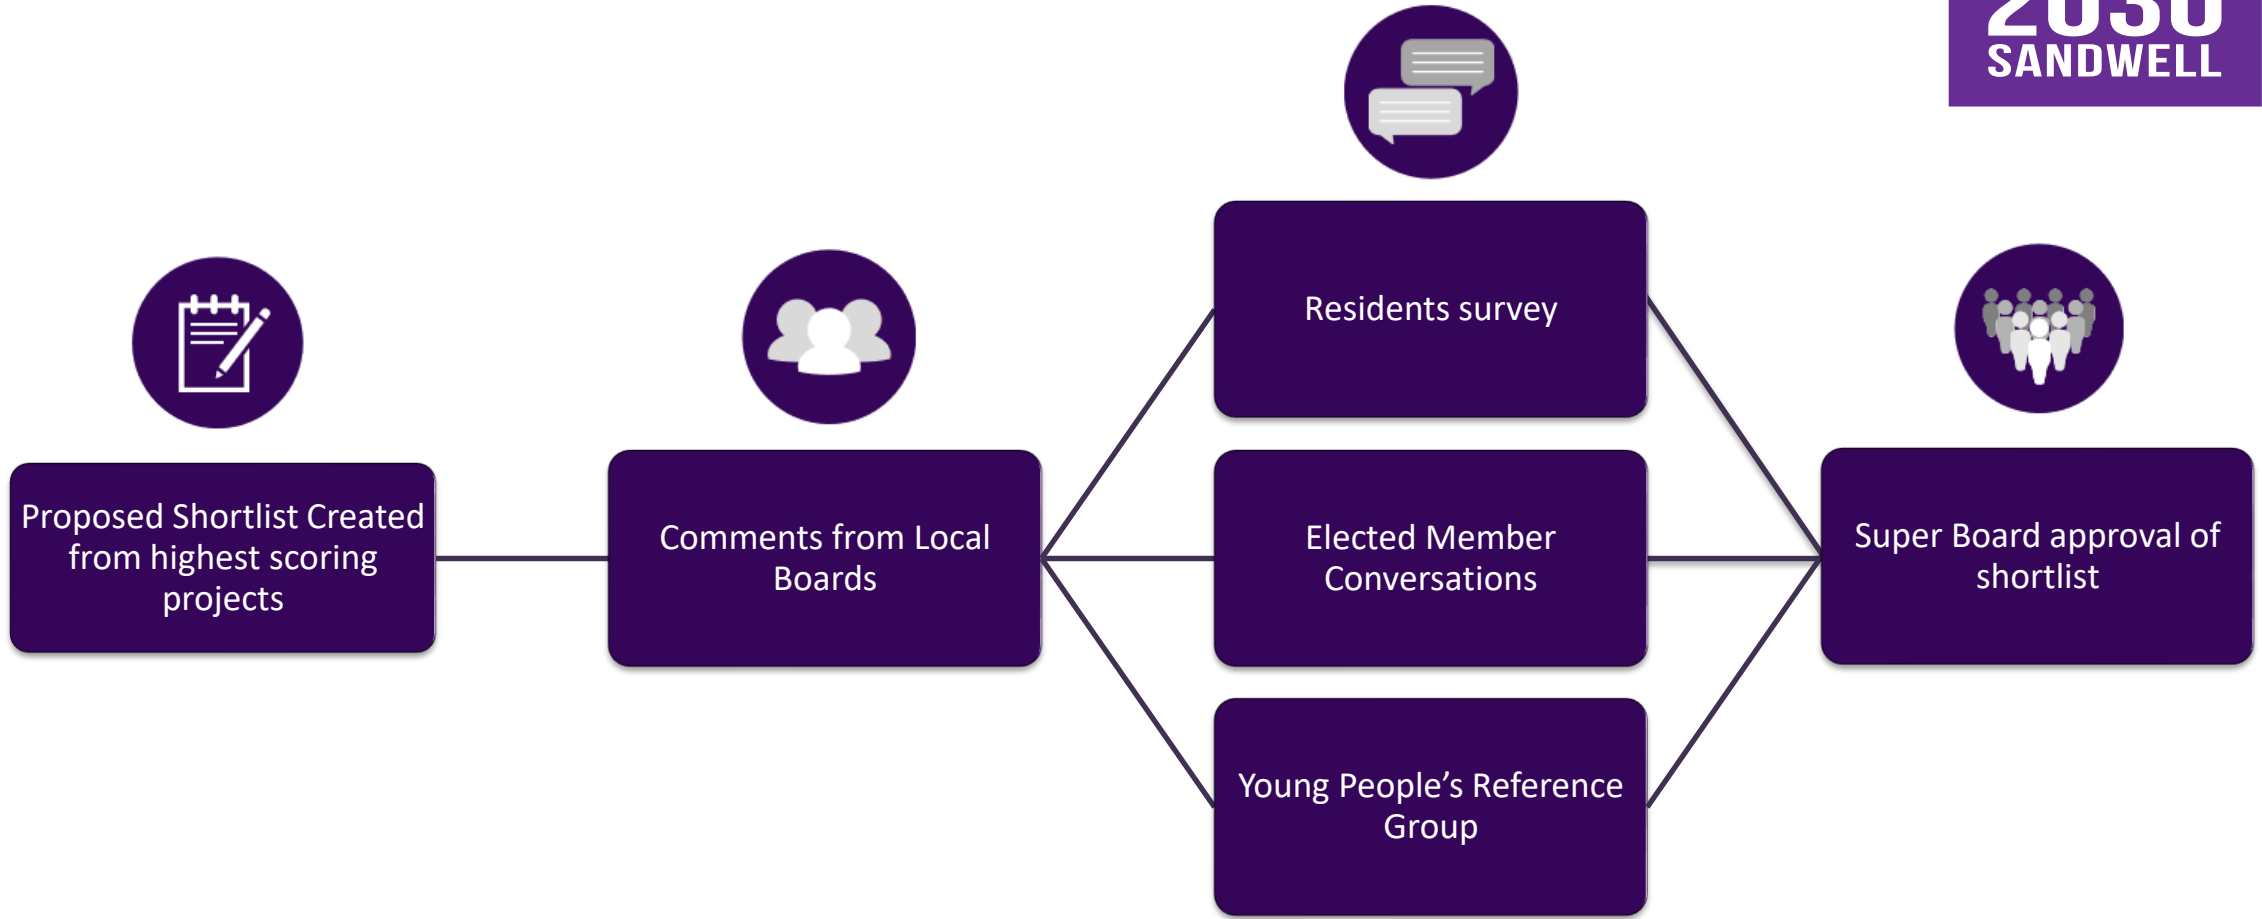 2030
SANDWELL
Proposed Shortlist Created
from highest scoring
projects
Comments from Local
Boards
Residents survey
Elected Member
Conversations
Young People’s Reference
Group
Super Board approval of
shortlist